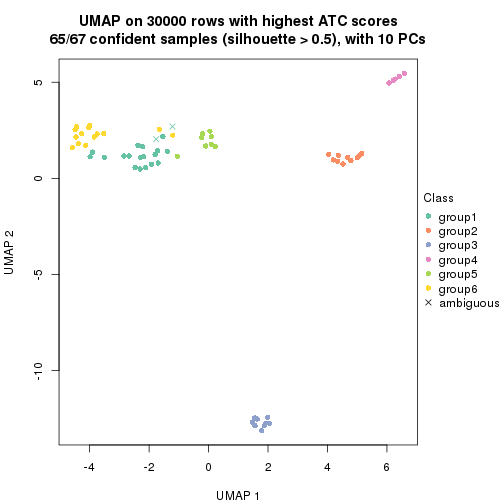 UMAP on 30000 rows with highest ATC scores
65/67 confident samples (silhouette > 0.5), with 10 PCs
5
0
-5
-10
UMAP 2
-4
-2
0
2
4
6
UMAP 1
Class
group1
group2
group3
group4
group5
group6
ambiguous